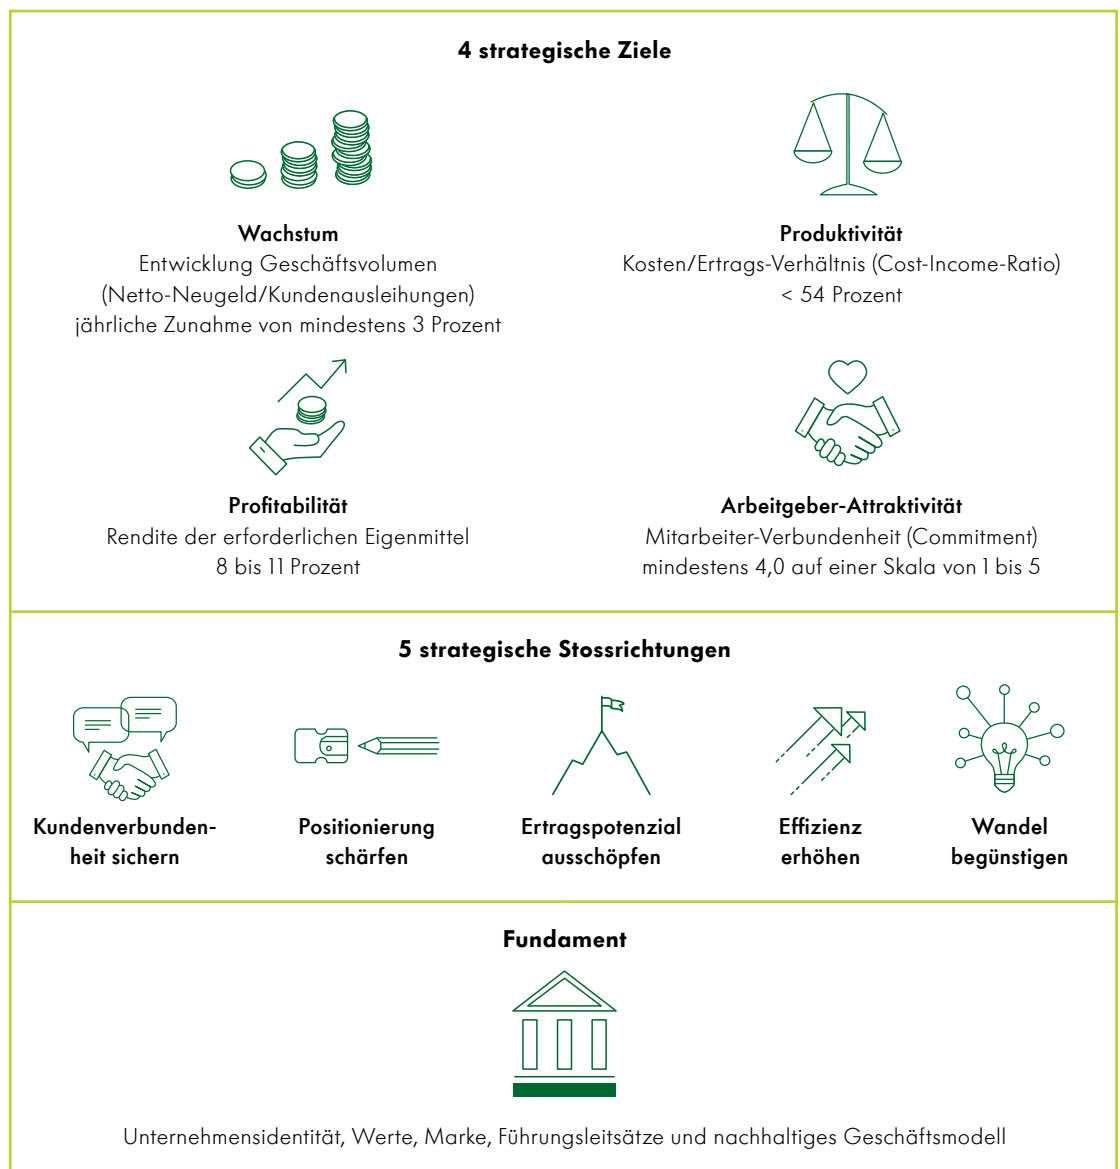 4 strategische Ziele
Wachstum
Entwicklung Geschäftsvolumen
(Netto-Neugeld/Kundenausleihungen)
jährliche Zunahme von mindestens 3 Prozent
Produktivität
Kosten/Ertrags-Verhältnis (Cost-Income-Ratio)
< 54 Prozent
Profitabilität
Rendite der erforderlichen Eigenmittel
8 bis 11 Prozent
Arbeitgeber-Attraktivität
Mitarbeiter-Verbundenheit (Commitment)
mindestens 4,0 auf einer Skala von 1 bis 5
5 strategische Stossrichtungen
Kundenverbunden-
heit sichern
Positionierung
schärfen
Ertragspotenzial
ausschöpfen
Effizienz
erhöhen
Wandel
begünstigen
Fundament
Unternehmensidentität, Werte, Marke, Führungsleitsätze und nachhaltiges Geschäftsmodell